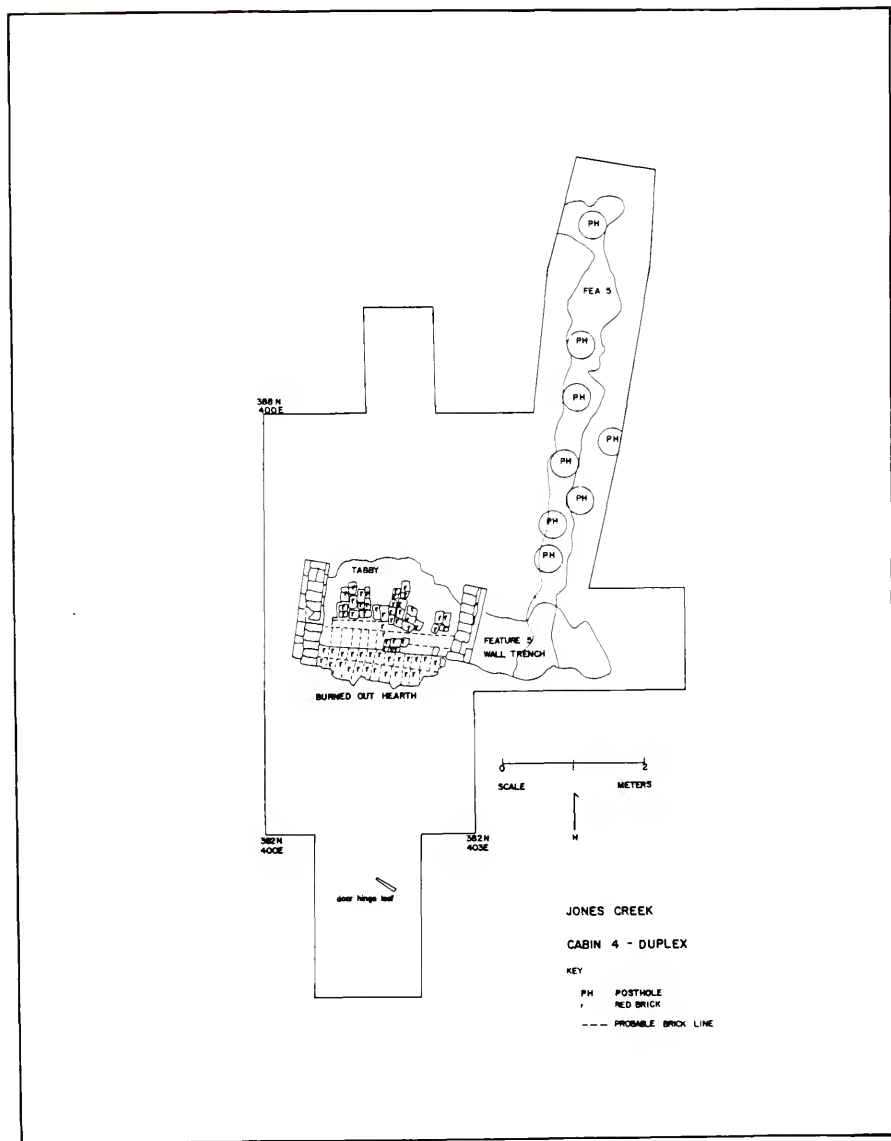 PH
FEA 5
PH
PH
388 N
400 E
PH
PH
PH
PH
PH
TABBY
FEATURE 5
WALL TRENCH
BURNED OUT HEARTH
0 1 2
SCALE METERS
N
382 N
400E
382 N
403E
door hinge leaf
JONES CREEK
CABIN 4 - DUPLEX
KEY
PH POSTHOLE
r RED BRICK
--- PROBABLE BRICK LINE